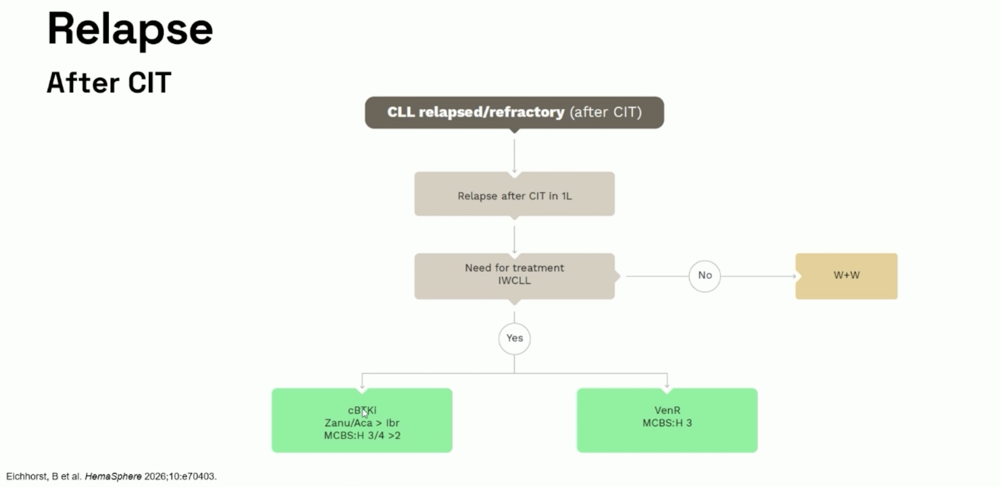 Relapse
After CIT
CLL relapsed/refractory (after CIT)
Relapse after CIT in 1L
Need for treatment
IWCLL
No
W+W
Yes
cBTKi
Zanu/Aca > Ibr
MCBS:H 3/4 >2
VenR
MCBS:H 3
Eichhorst, B et al. HemaSphere 2026;10:e70403.